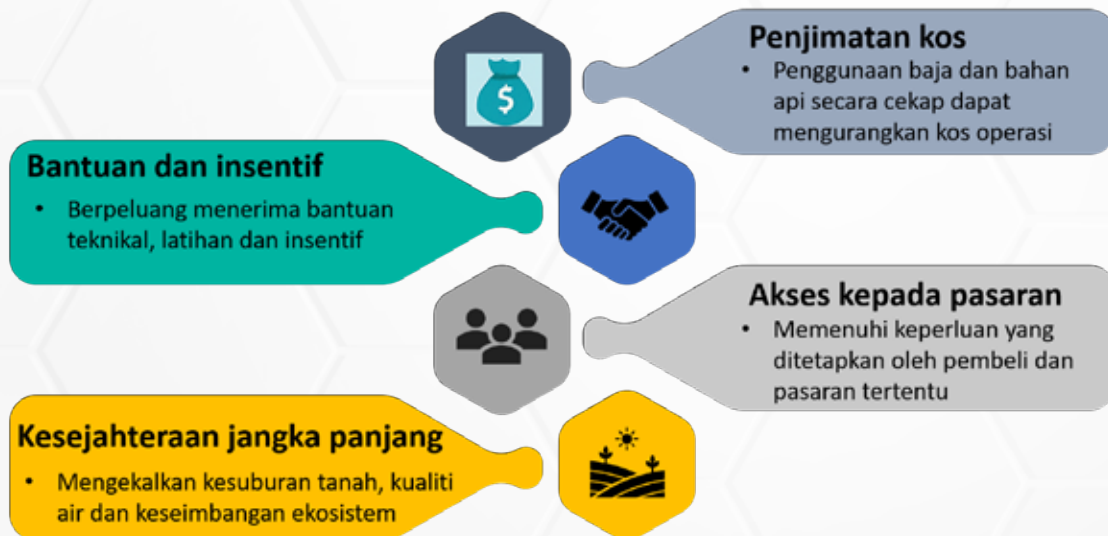 Penjimatan kos
• Penggunaan baja dan bahan
api secara cekap dapat
mengurangkan kos operasi
$
Bantuan dan insentif
• Berpeluang menerima bantuan
teknikal, latihan dan insentif
Akses kepada pasaran
• Memenuhi keperluan yang
ditetapkan oleh pembeli dan
pasaran tertentu
Kesejahteraan jangka panjang
• Mengekalkan kesuburan tanah, kualiti
air dan keseimbangan ekosistem